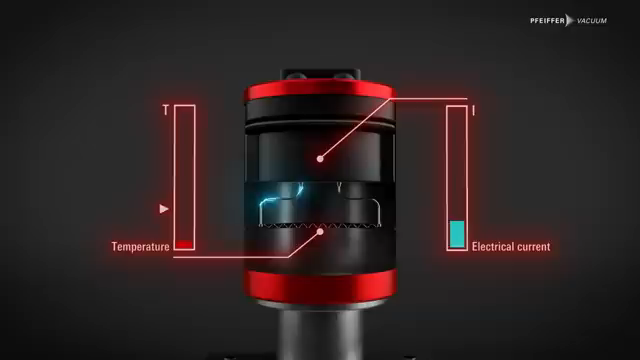 PFEIFFER VACUUM
T
I
Temperature
Electrical current